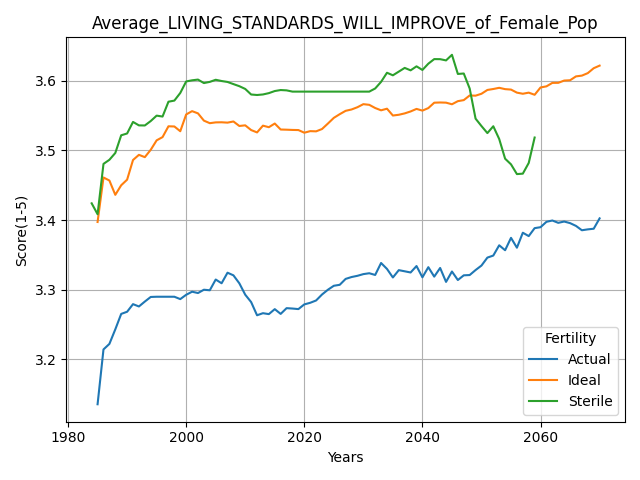 Average_LIVING_STANDARDS_WILL_IMPROVE_of_Female_Pop
Score(1-5)
3.6
3.5
3.4
3.3
3.2
1980
2000
2020
2040
2060
Years
Fertility
Actual
Ideal
Sterile